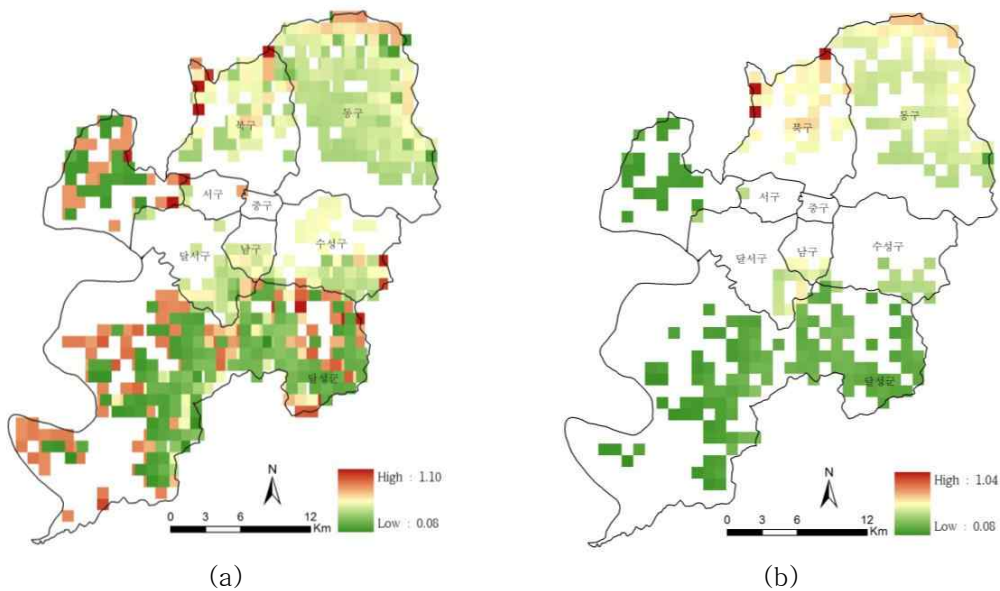 북구
동구
서구
중구
달서구
남구
수성구
달성군
N
High : 1.10
Low : 0.08
0 3 6 12
Km
(a)
북구
동구
서구
중구
달서구
남구
수성구
달성군
N
High : 1.04
Low : 0.08
0 3 6 12
Km
(b)